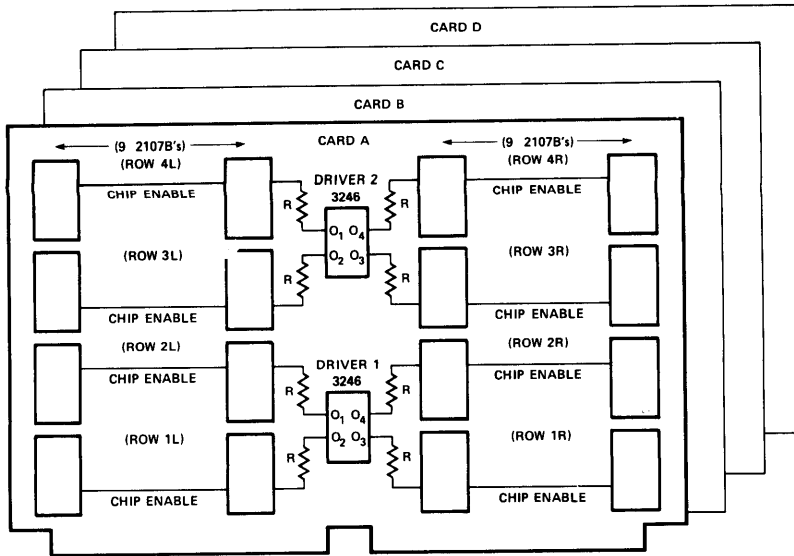 CARD D
CARD C
CARD B
CARD A
(9 2107B's) (9 2107B's)
(ROW 4L) (ROW 4R)
CHIP ENABLE R DRIVER 2 R CHIP ENABLE
3246
O1 O4
O2 O3
(ROW 3L) R R (ROW 3R)
CHIP ENABLE CHIP ENABLE
(ROW 2L) (ROW 2R)
CHIP ENABLE R DRIVER 1 R CHIP ENABLE
3246
O1 O4
O2 O3
(ROW 1L) R R (ROW 1R)
CHIP ENABLE CHIP ENABLE